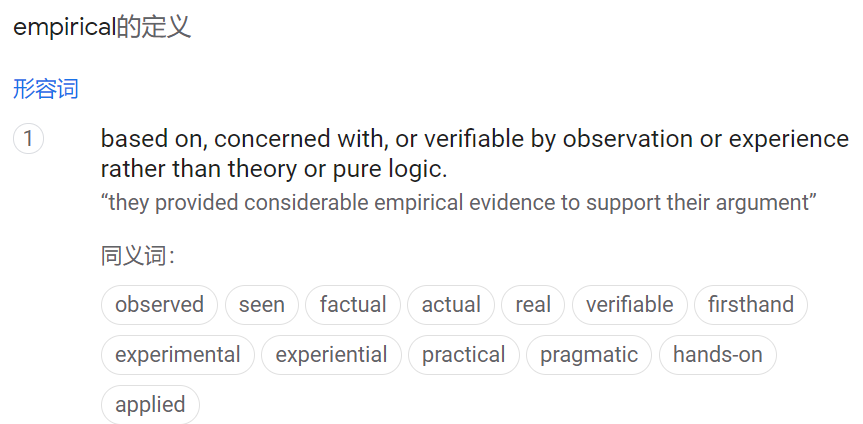 empirical的定义
形容词
1
based on, concerned with, or verifiable by observation or experience
rather than theory or pure logic.
“they provided considerable empirical evidence to support their argument”
同义词：
observed seen factual actual real verifiable firsthand
experimental experiential practical pragmatic hands-on
applied